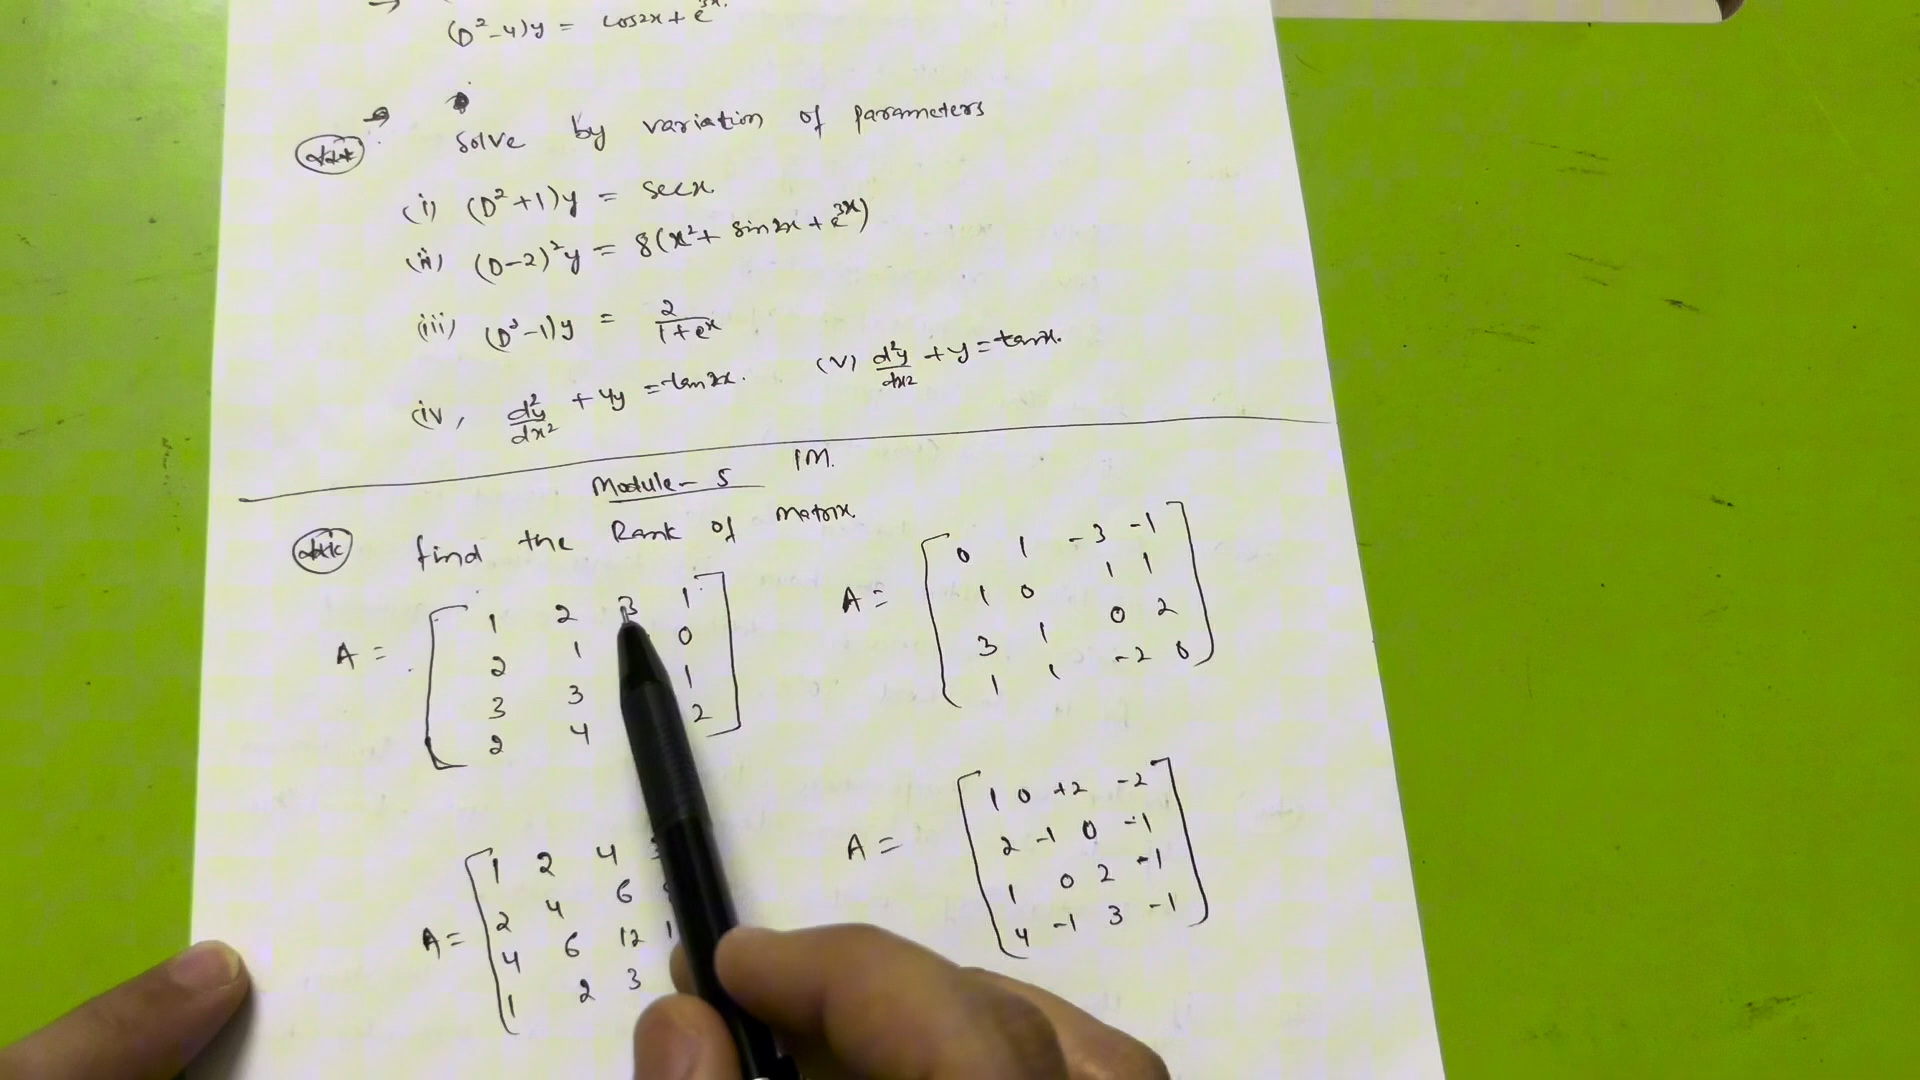 (D²-4)y = cos2x + e³ˣ.
Solve by variation of parameters
(i) (D²+1)y = secx
(ii) (D-2)²y = 8(x²+ sin2x + e³ˣ)
(iii) (D²-1)y = 2/(1+eˣ)
(iv, d²y/dx² + 4y = tan2x. (v) d²y/dx² + y = tanx.
Module-5 1M.
find the Rank of matrix
A = [ 1 2 3 1
2 1 0
3 3 1
2 4 2 ]
A = [ 0 1 -3 -1
1 0 1 1
3 1 0 2
1 1 -2 0 ]
A = [ 1 2 4
2 4 6
4 6 12
1 2 3
A = [ 1 0 +2 -2
2 -1 0 -1
1 0 2 -1
4 -1 3 -1 ]